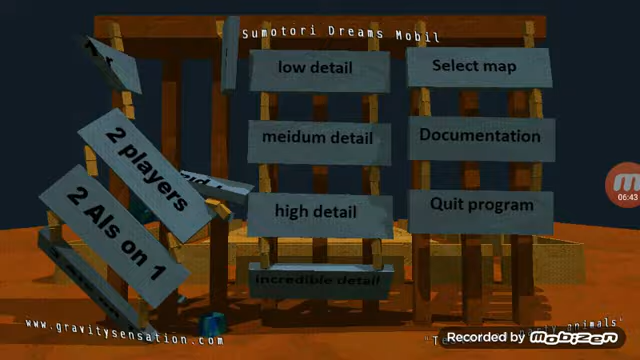 Sumotori Dreams Mobil
low detail
Select map
meidum detail
Documentation
2 players
high detail
Quit program
2 AIs on 1
incredible detail
06:43
www.gravitysensation.com
animals"
Recorded by mobizen